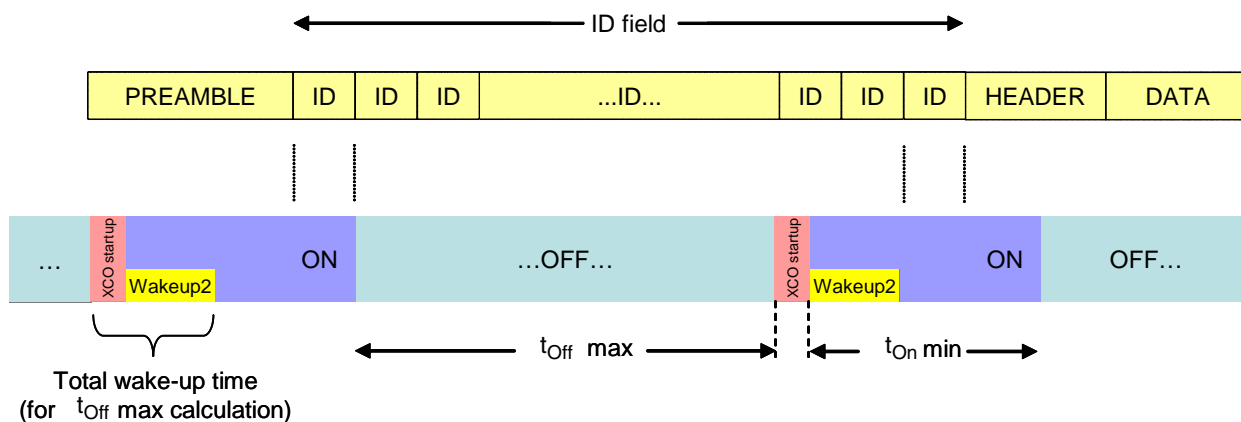 ID field
PREAMBLE ID ID ID ...ID... ID ID ID HEADER DATA
... XCO startup Wakeup2 ON ...OFF... XCO startup Wakeup2 ON OFF...
tOff max
tOn min
Total wake-up time
(for tOff max calculation)